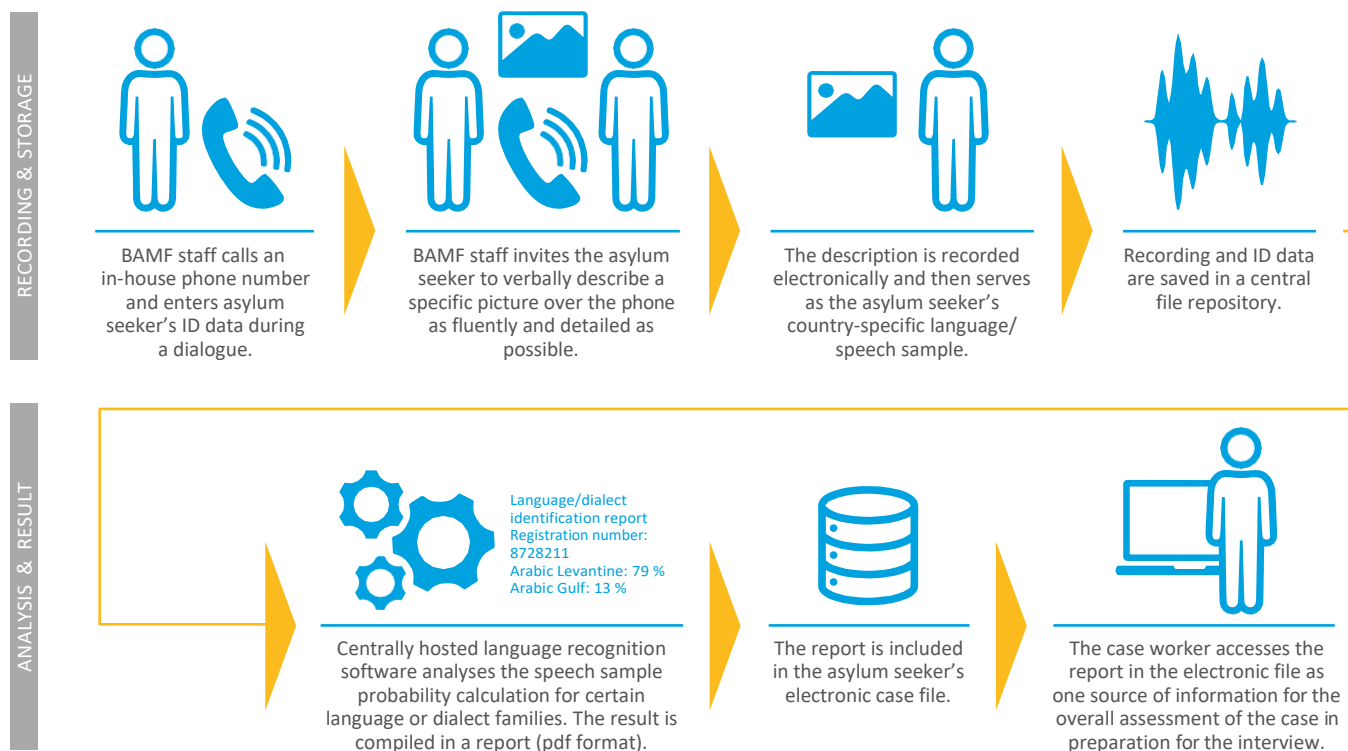 RECORDING & STORAGE
BAMF staff calls an
in-house phone number
and enters asylum
seeker's ID data during
a dialogue.
BAMF staff invites the asylum
seeker to verbally describe a
specific picture over the phone
as fluently and detailed as
possible.
The description is recorded
electronically and then serves
as the asylum seeker's
country-specific language/
speech sample.
Recording and ID data
are saved in a central
file repository.
ANALYSIS & RESULT
Language/dialect
identification report
Registration number:
8728211
Arabic Levantine: 79 %
Arabic Gulf: 13 %
Centrally hosted language recognition
software analyses the speech sample
probability calculation for certain
language or dialect families. The result is
compiled in a report (pdf format).
The report is included
in the asylum seeker's
electronic case file.
The case worker accesses the
report in the electronic file as
one source of information for the
overall assessment of the case in
preparation for the interview.